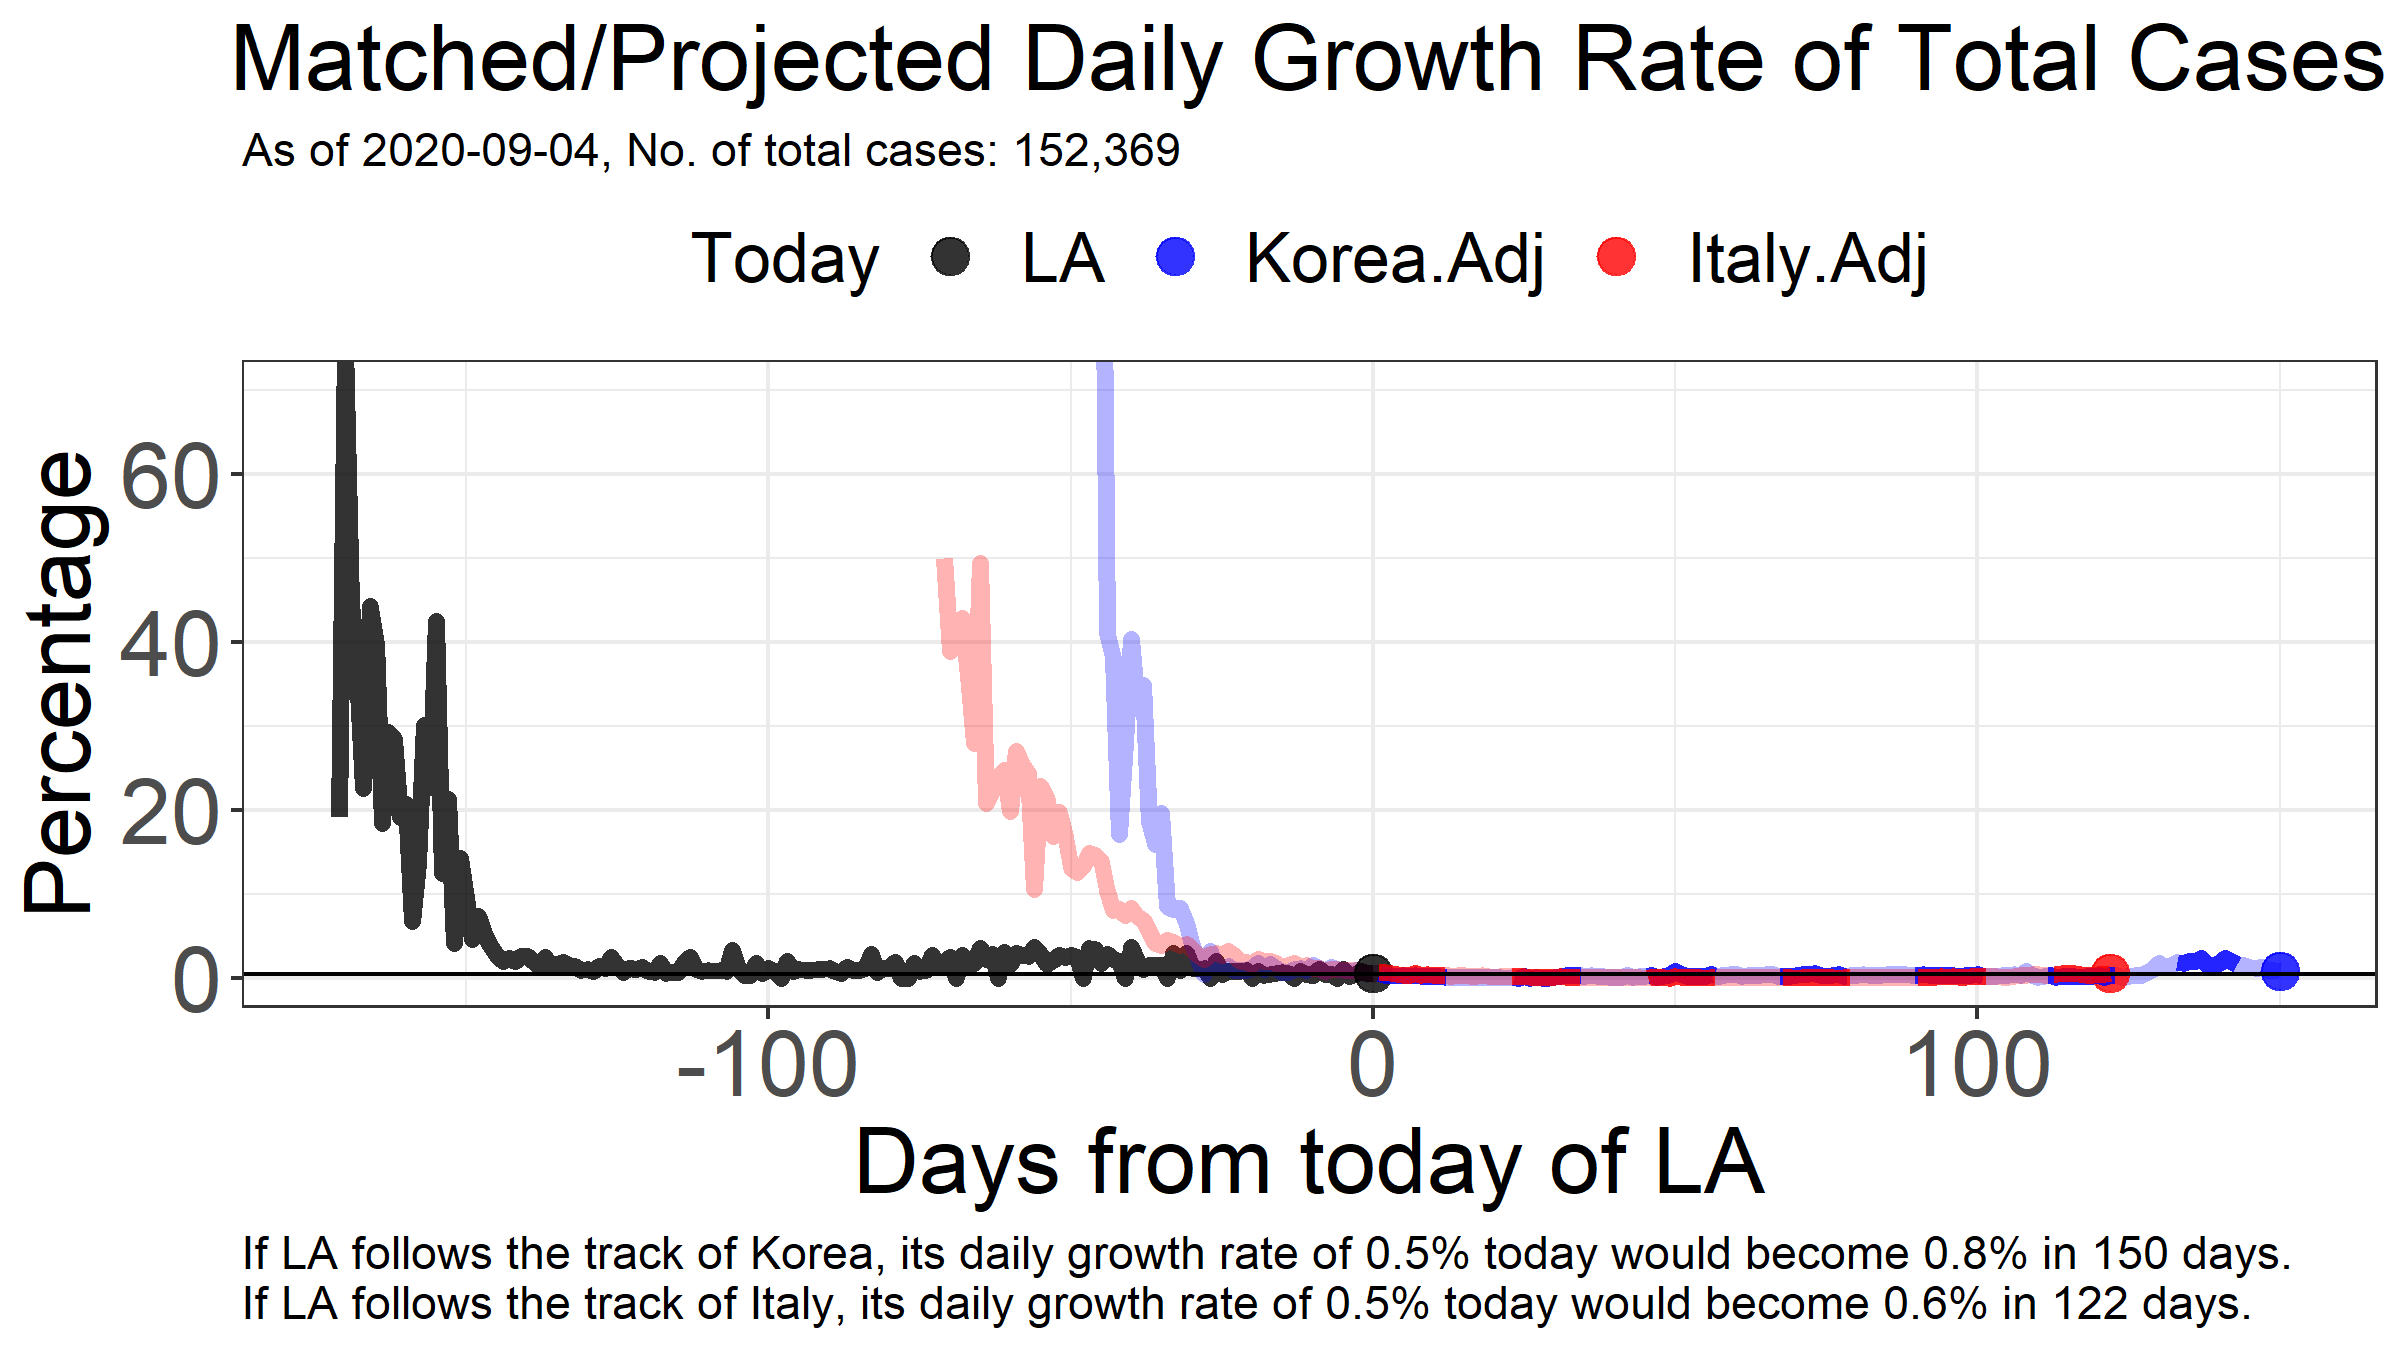 Matched/Projected Daily Growth Rate of Total Cases
As of 2020-09-04, No. of total cases: 152,369
Today LA Korea.Adj Italy.Adj
Percentage
60
40
20
0
-100 0 100
Days from today of LA
If LA follows the track of Korea, its daily growth rate of 0.5% today would become 0.8% in 150 days.
If LA follows the track of Italy, its daily growth rate of 0.5% today would become 0.6% in 122 days.